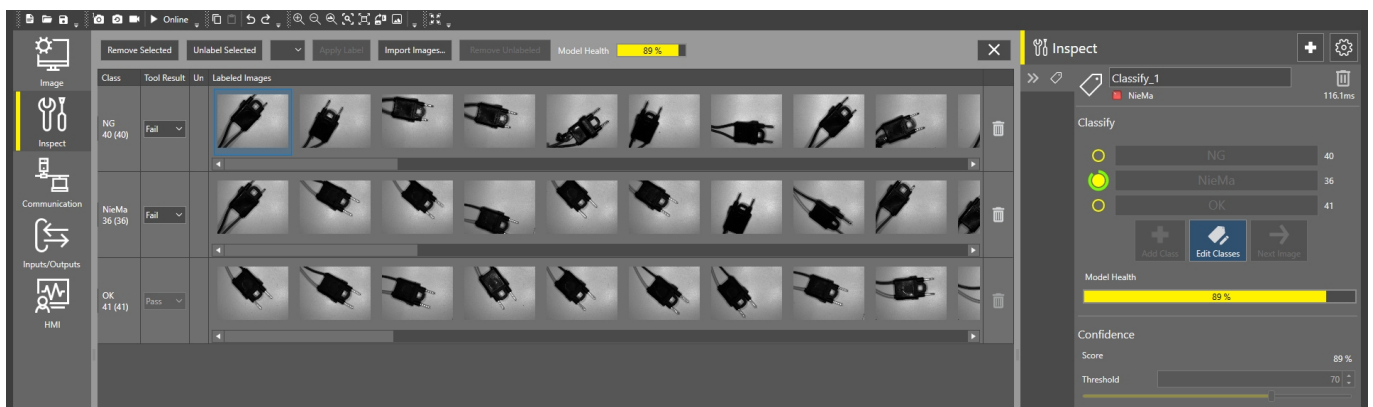 Online
Image
Inspect
Communication
Inputs/Outputs
HMI
Remove Selected
Unlabel Selected
Apply Label
Import Images...
Remove Unlabeled
Model Health
89 %
Class
Tool Result
Un
Labeled Images
NG
40 (40)
Fail
NieMa
36 (36)
Fail
OK
41 (41)
Pass
Inspect
Classify_1
NieMa
116.1ms
Classify
NG
40
NieMa
36
OK
41
Add Class
Edit Classes
Next Image
Model Health
89 %
Confidence
Score
89 %
Threshold
70